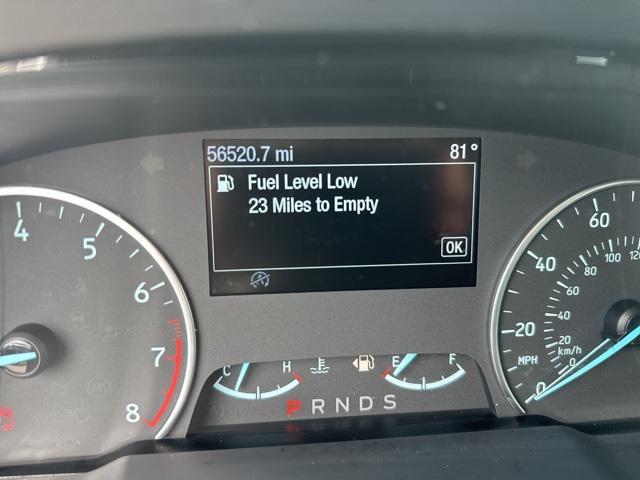 56520.7 mi 81°
Fuel Level Low
23 Miles to Empty
OK
4 5 6 7 8
C H E F
P R N D S
0 20 40 60
MPH
0 20 40 60 80 100 120
km/h